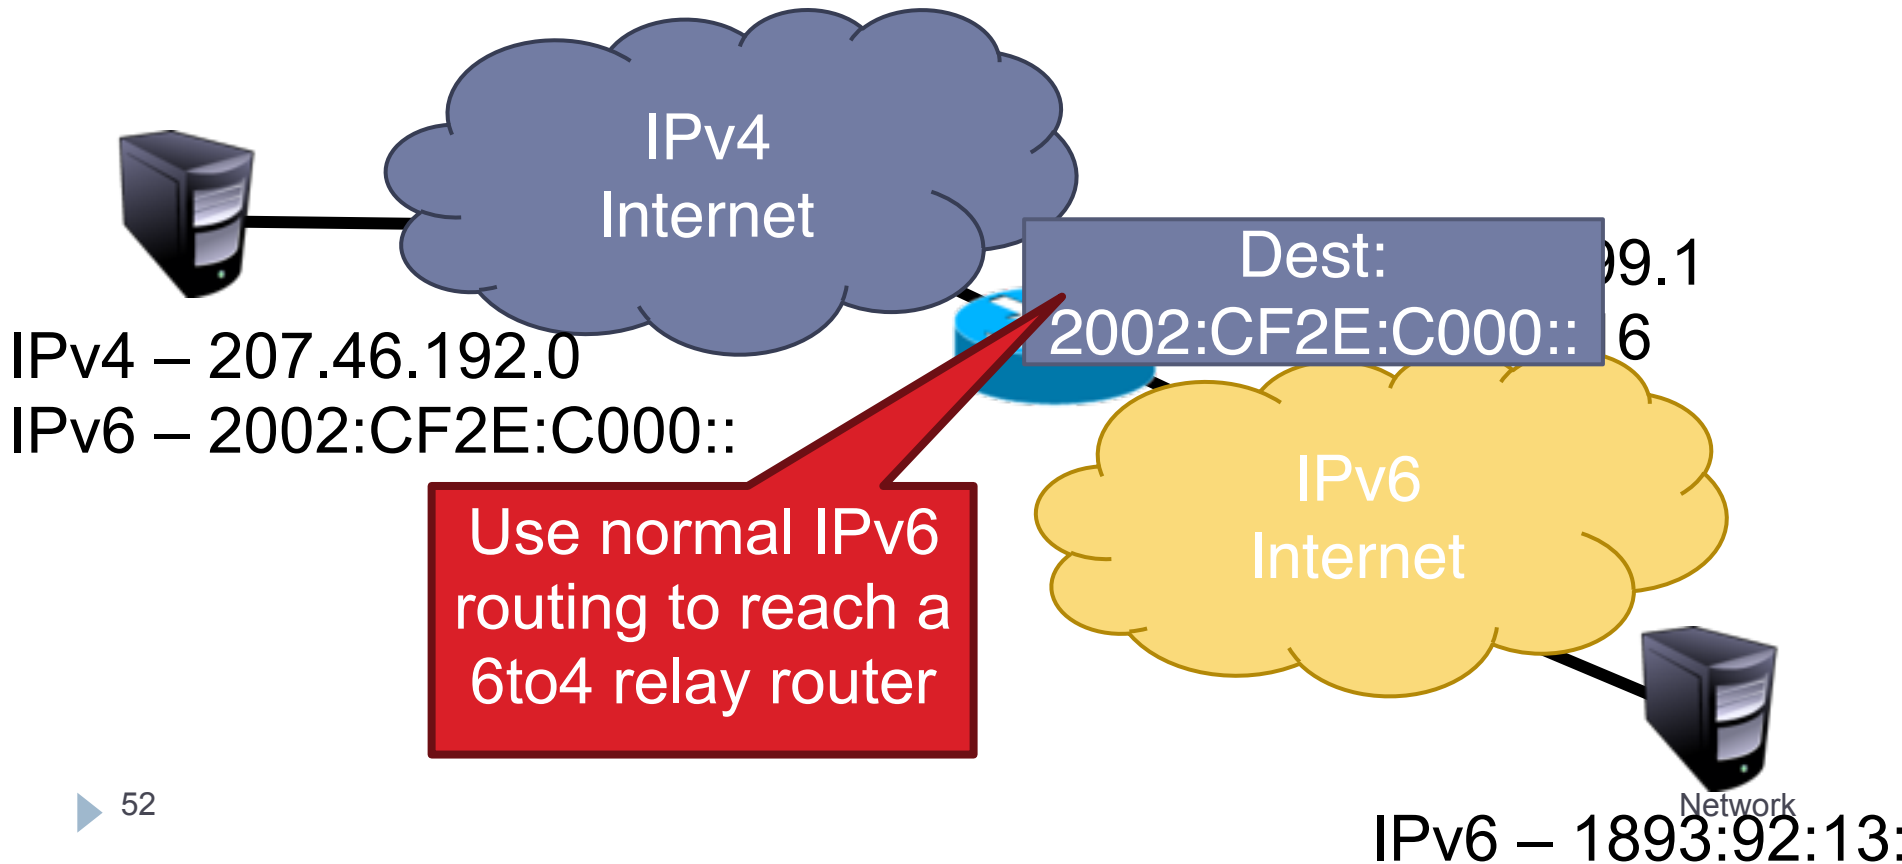 IPv4
Internet
Dest:
2002:CF2E:C000::
99.1
16
IPv4 – 207.46.192.0
IPv6 – 2002:CF2E:C000::
Use normal IPv6
routing to reach a
6to4 relay router
IPv6
Internet
52
Network
IPv6 – 1893:92:13: